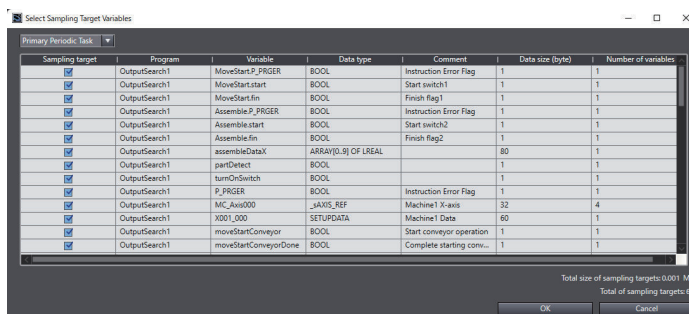 Select Sampling Target Variables
Primary Periodic Task
Sampling target Program Variable Data type Comment Data size (byte) Number of variables
OutputSearch1 MoveStart.P_PRGER BOOL Instruction Error Flag 1 1
OutputSearch1 MoveStart.start BOOL Start switch1 1 1
OutputSearch1 MoveStart.fin BOOL Finish flag1 1 1
OutputSearch1 Assemble.P_PRGER BOOL Instruction Error Flag 1 1
OutputSearch1 Assemble.start BOOL Start switch2 1 1
OutputSearch1 Assemble.fin BOOL Finish flag2 1 1
OutputSearch1 assembleDataX ARRAY[0..9] OF LREAL 80 1
OutputSearch1 partDetect BOOL 1 1
OutputSearch1 turnOnSwitch BOOL 1 1
OutputSearch1 P_PRGER BOOL Instruction Error Flag 1 1
OutputSearch1 MC_Axis000 _sAXIS_REF Machine1 X-axis 32 4
OutputSearch1 X001_000 SETUPDATA Machine1 Data 60 1
OutputSearch1 moveStartConveyor BOOL Start conveyor operation 1 1
OutputSearch1 moveStartConveyorDone BOOL Complete starting conv... 1 1
Total size of sampling targets: 0.001 M
Total of sampling targets: 6
OK Cancel